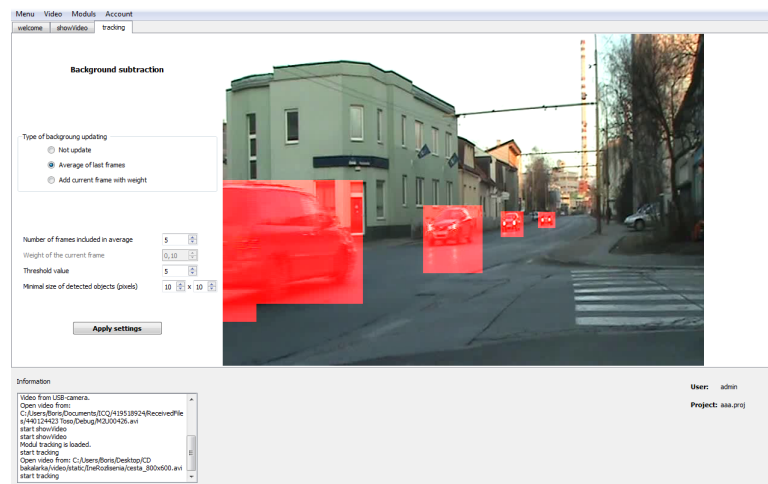 Menu Video Moduls Account
welcome showVideo tracking
Background subtraction
Type of backgroung updating
Not update
Average of last frames
Add current frame with weight
Number of frames included in average 5
Weight of the current frame 0,10
Threshold value 5
Minimal size of detected objects (pixels) 10 x 10
Apply settings
Information
Video from USB-camera.
Open video from:
C:/Users/Boris/Documents/ICQ/419518924/ReceivedFile
s/440124423 Toso/Debug/M2U00426.avi
start showVideo
start showVideo
Modul tracking is loaded.
start tracking
Open video from: C:/Users/Boris/Desktop/CD
bakalarka/video/static/IneRozlisenia/cesta_800x600.avi
start tracking
User: admin
Project: aaa.proj